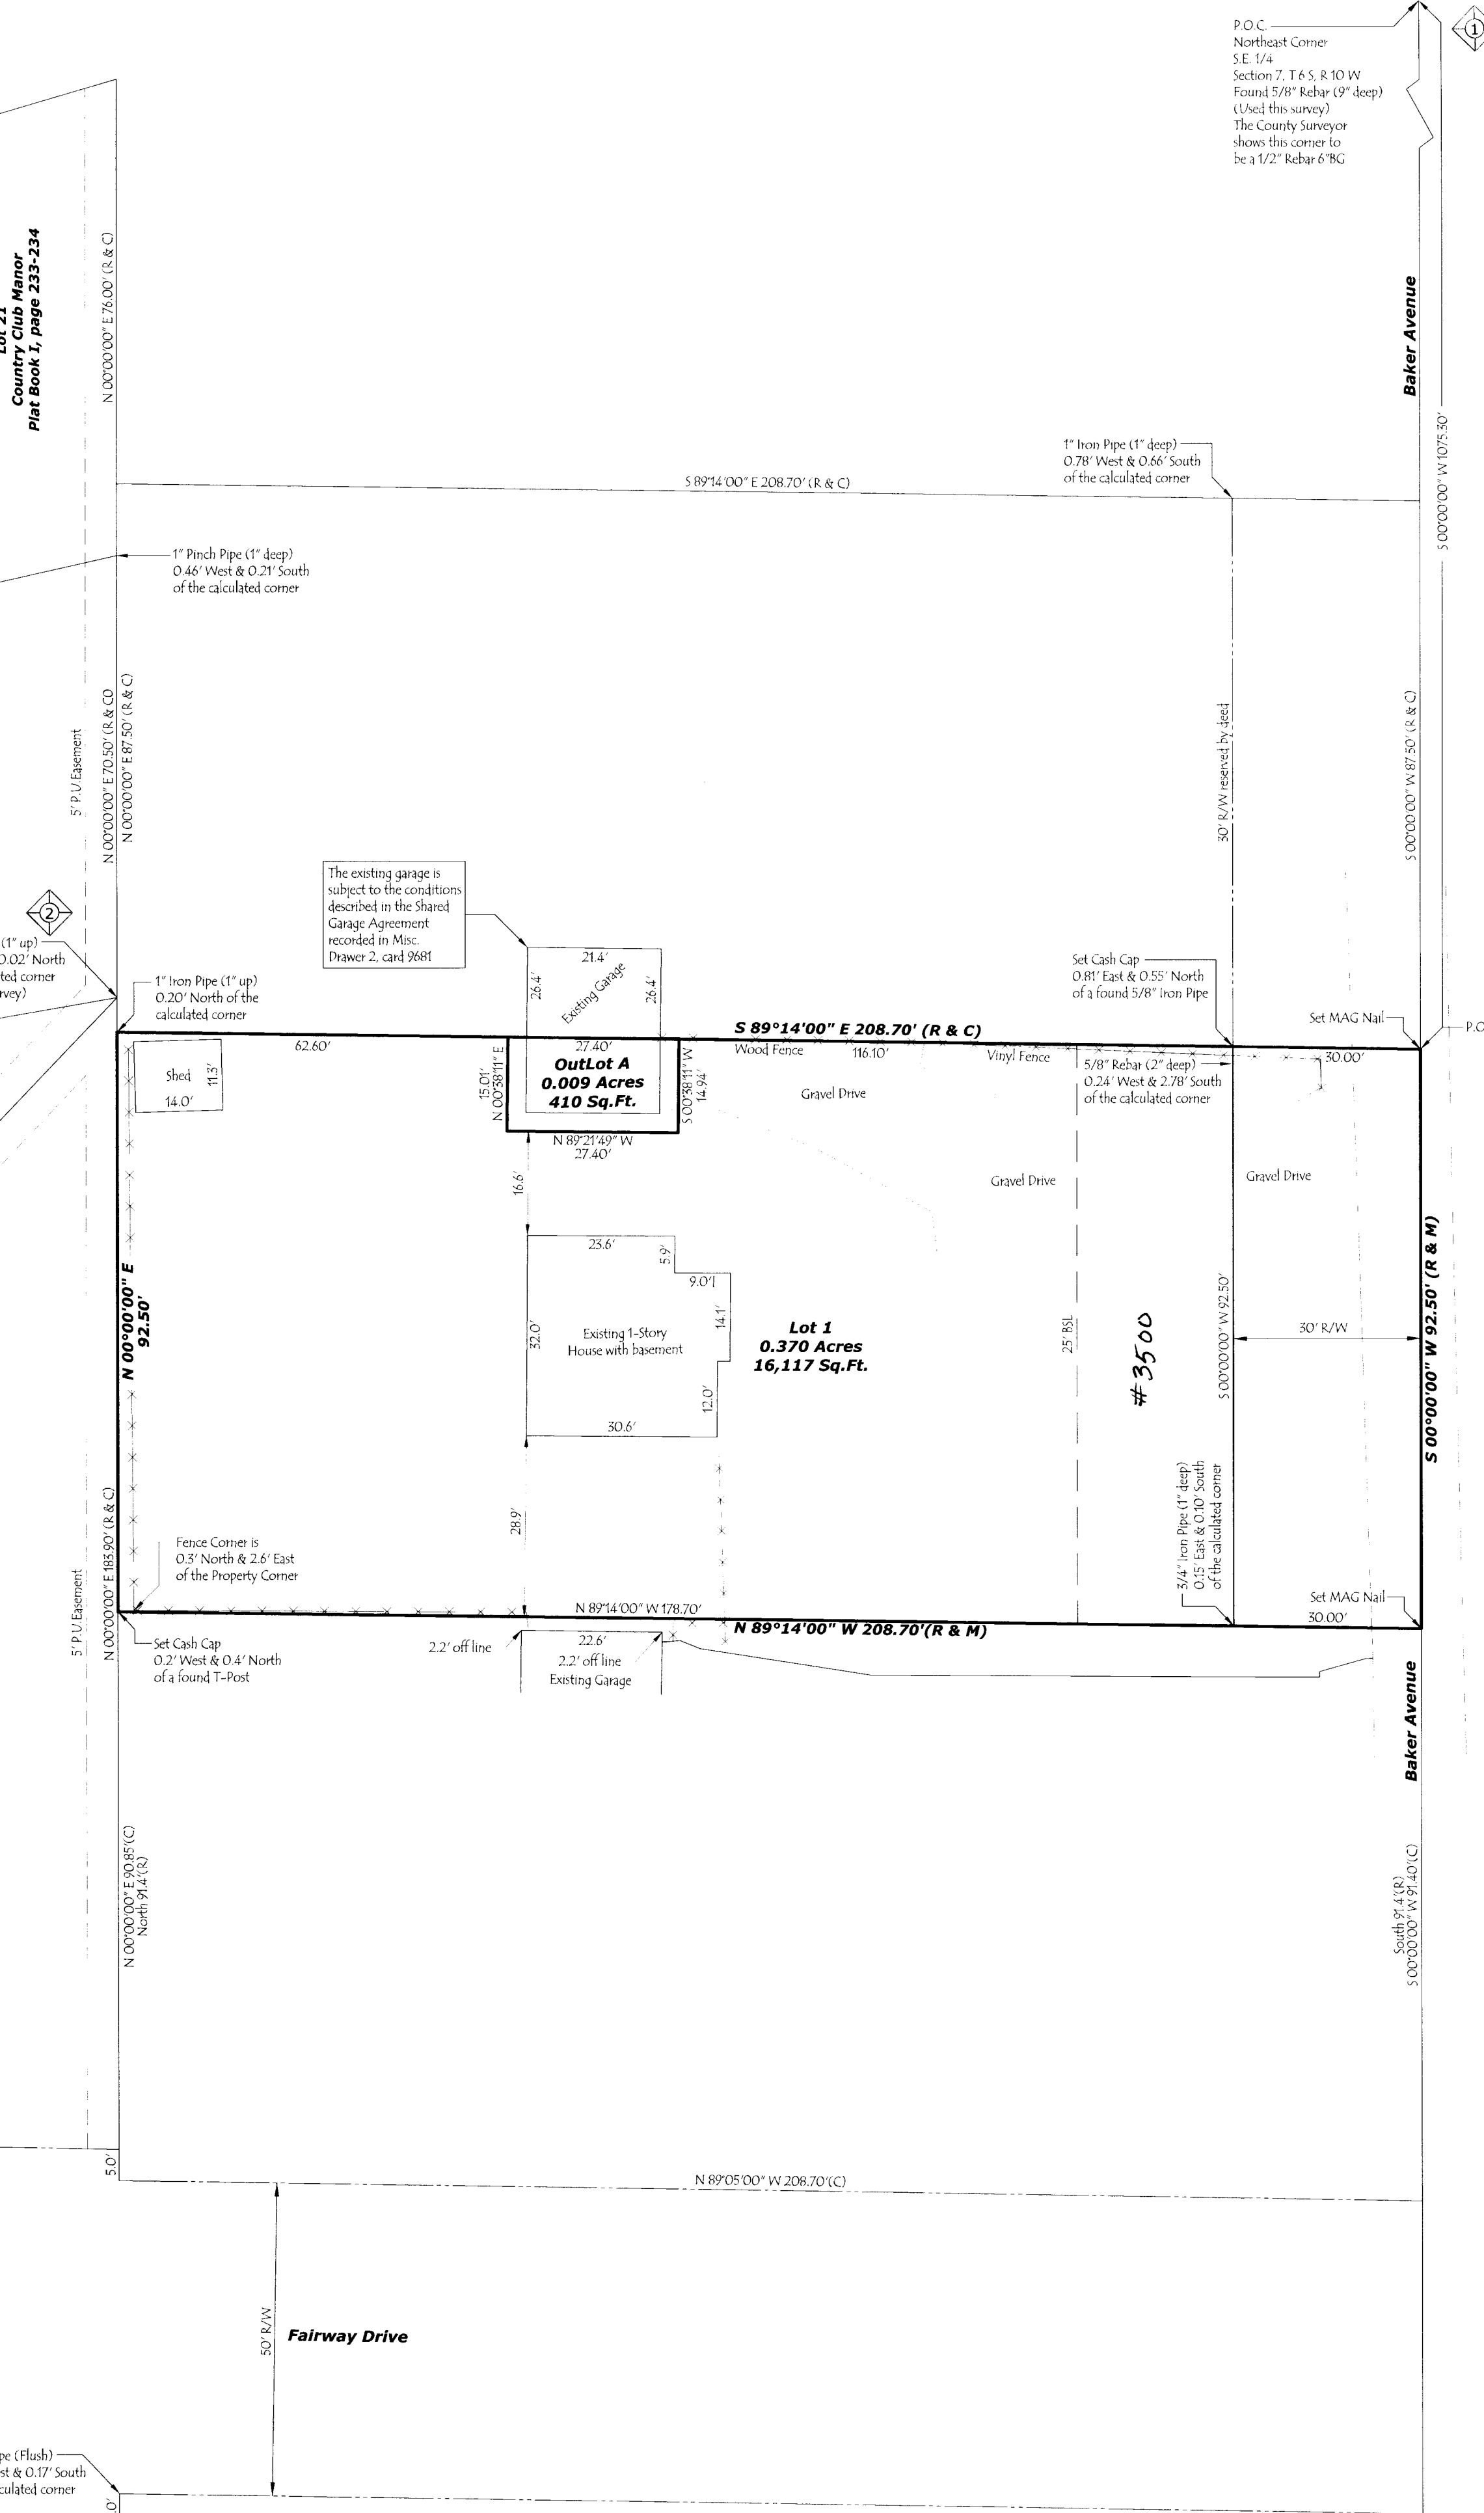 P.O.C.
Northeast Corner
S.E. 1/4
Section 7, T 6 S, R 10 W
Found 5/8" Rebar (9" deep)
(Used this survey)
The County Surveyor
shows this corner to
be a 1/2" Rebar 6"BG
1
Lot 21
Country Club Manor
Plat Book I, page 233-234
N 00°00'00" E 76.00' (R & C)
Baker Avenue
S 00°00'00" W 1075.30'
1" Iron Pipe (1" deep)
0.78' West & 0.66' South
of the calculated corner
S 89°14'00" E 208.70' (R & C)
1" Pinch Pipe (1" deep)
0.46' West & 0.21' South
of the calculated corner
5' P.U.Easement
N 00°00'00" E 70.50' (R & CO
N 00°00'00" E 87.50' (R & C)
30' R/W reserved by deed
S 00°00'00" W 87.50' (R & C)
The existing garage is
subject to the conditions
described in the Shared
Garage Agreement
recorded in Misc.
Drawer 2, card 9681
2
(1" up)
0.02' North
ted corner
rvey)
1" Iron Pipe (1" up)
0.20' North of the
calculated corner
21.4'
26.4'
Existing Garage
26.4'
Set Cash Cap
0.81' East & 0.55' North
of a found 5/8" Iron Pipe
Set MAG Nail
P.O
S 89°14'00" E 208.70' (R & C)
62.60'
27.40'
Wood Fence
116.10'
Vinyl Fence
30.00'
Shed
11.3'
14.0'
15.01'
N 00°38'11" E
OutLot A
0.009 Acres
410 Sq.Ft.
S 00°38'11" W
14.94'
Gravel Drive
5/8" Rebar (2" deep)
0.24' West & 2.78' South
of the calculated corner
N 89°21'49" W
27.40'
16.6'
Gravel Drive
Gravel Drive
23.6'
5.9'
9.0'
14.1'
32.0'
Existing 1-Story
House with basement
12.0'
30.6'
Lot 1
0.370 Acres
16,117 Sq.Ft.
25' BSL
#3500
S 00°00'00" W 92.50'
30' R/W
S 00°00'00" W 92.50' (R & M)
N 00°00'00" E
92.50'
N 00°00'00" E 183.90' (R & C)
28.9'
Fence Corner is
0.3' North & 2.6' East
of the Property Corner
3/4" Iron Pipe (1" deep)
0.15' East & 0.10' South
of the calculated corner
Set MAG Nail
30.00'
N 89°14'00" W 178.70'
N 89°14'00" W 208.70'(R & M)
5' P.U.Easement
Set Cash Cap
0.2' West & 0.4' North
of a found T-Post
2.2' off line
22.6'
2.2' off line
Existing Garage
Baker Avenue
N 00°00'00" E 90.85'(C)
North 91.4'(R)
South 91.4'(R)
S 00°00'00" W 91.40'(C)
5.0'
N 89°05'00" W 208.70'(C)
50' R/W
Fairway Drive
pe (Flush)
st & 0.17' South
culated corner